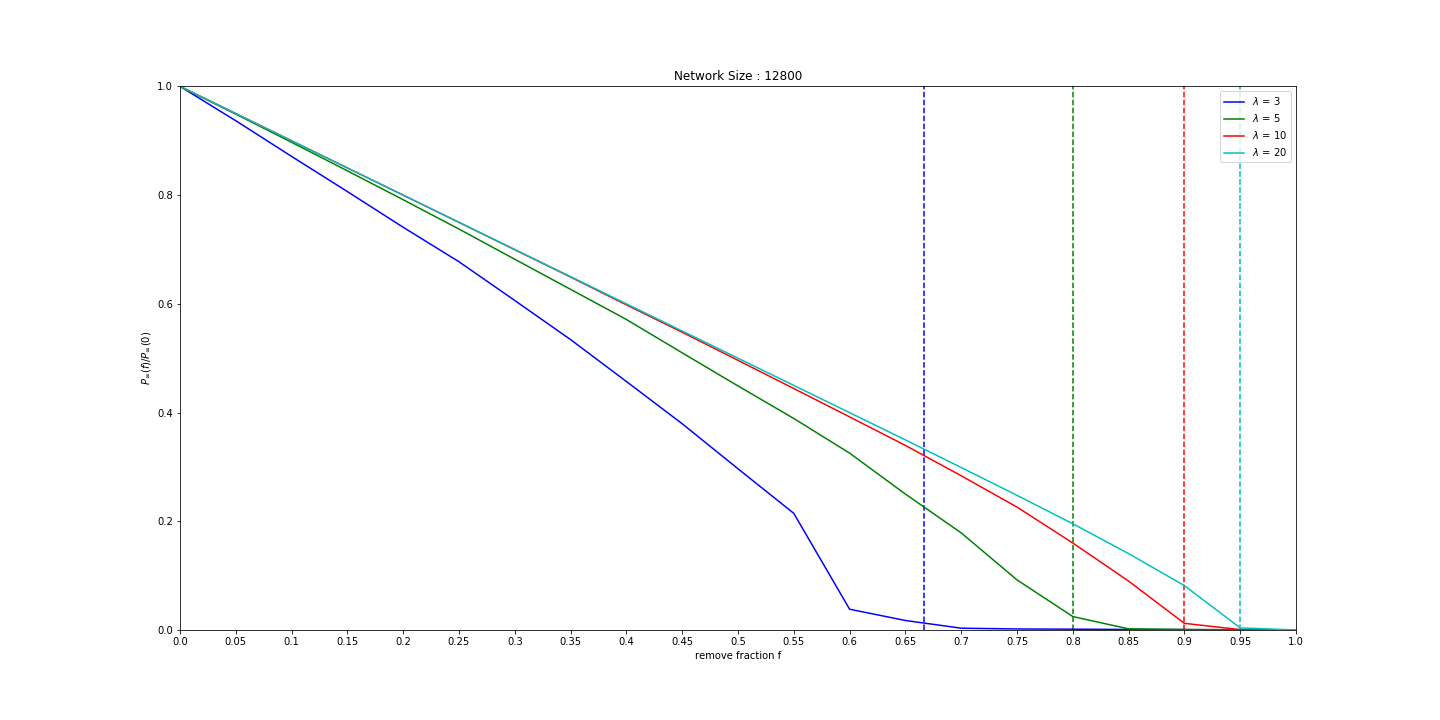 Network Size : 12800
λ = 3
λ = 5
λ = 10
λ = 20
P∞(f)/P∞(0)
1.0
0.8
0.6
0.4
0.2
0.0
0.0 0.05 0.1 0.15 0.2 0.25 0.3 0.35 0.4 0.45 0.5 0.55 0.6 0.65 0.7 0.75 0.8 0.85 0.9 0.95 1.0
remove fraction f